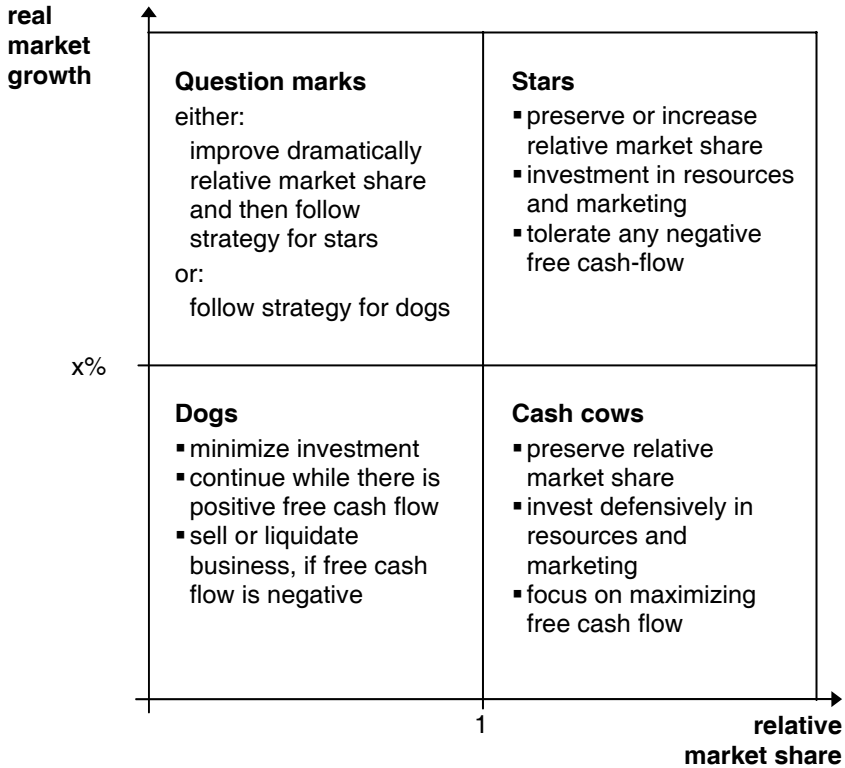 real
market
growth
Question marks
either:
improve dramatically
relative market share
and then follow
strategy for stars
or:
follow strategy for dogs
Stars
▪ preserve or increase
relative market share
▪ investment in resources
and marketing
▪ tolerate any negative
free cash-flow
x%
Dogs
▪ minimize investment
▪ continue while there is
positive free cash flow
▪ sell or liquidate
business, if free cash
flow is negative
Cash cows
▪ preserve relative
market share
▪ invest defensively in
resources and
marketing
▪ focus on maximizing
free cash flow
1
relative
market share